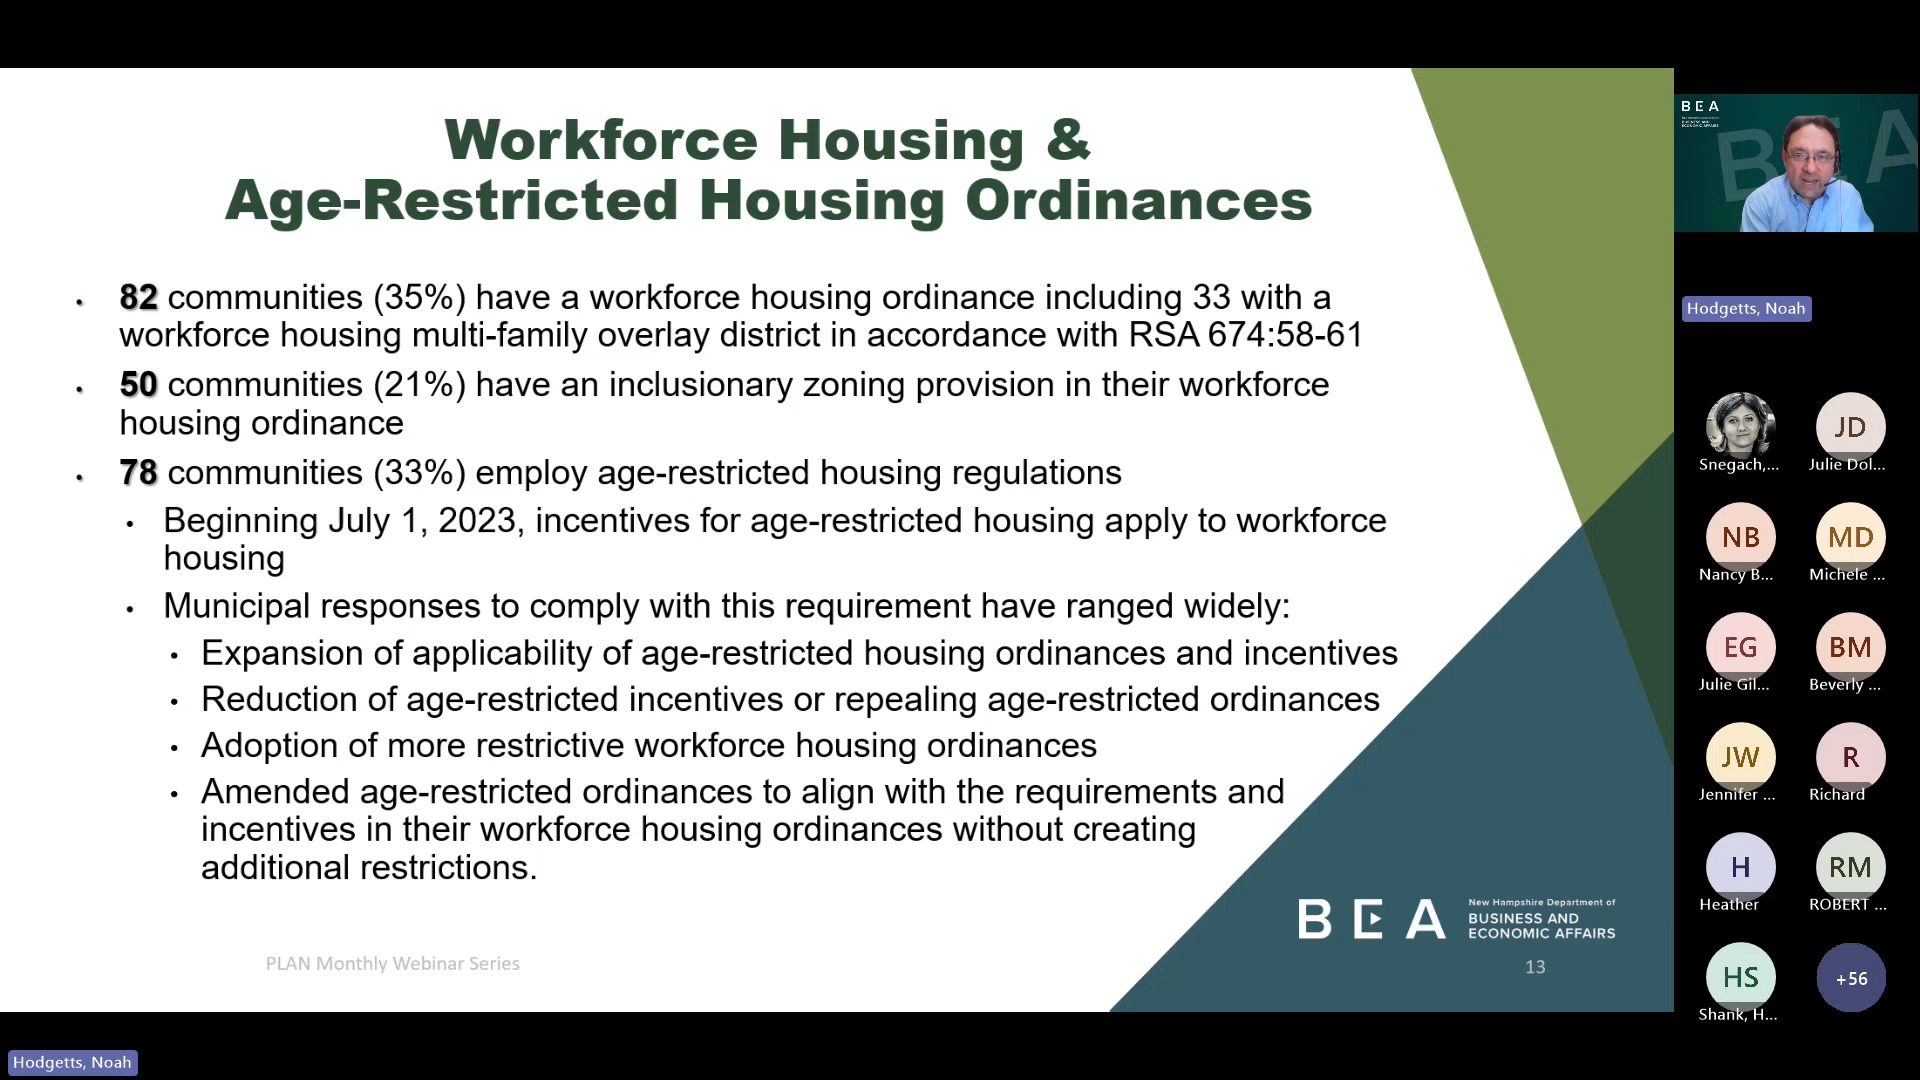 Workforce Housing &
Age-Restricted Housing Ordinances
• 82 communities (35%) have a workforce housing ordinance including 33 with a
workforce housing multi-family overlay district in accordance with RSA 674:58-61
• 50 communities (21%) have an inclusionary zoning provision in their workforce
housing ordinance
• 78 communities (33%) employ age-restricted housing regulations
• Beginning July 1, 2023, incentives for age-restricted housing apply to workforce
housing
• Municipal responses to comply with this requirement have ranged widely:
• Expansion of applicability of age-restricted housing ordinances and incentives
• Reduction of age-restricted incentives or repealing age-restricted ordinances
• Adoption of more restrictive workforce housing ordinances
• Amended age-restricted ordinances to align with the requirements and
incentives in their workforce housing ordinances without creating
additional restrictions.
BEA
New Hampshire Department of
BUSINESS AND
ECONOMIC AFFAIRS
PLAN Monthly Webinar Series
13
BEA
BUSINESS AND
ECONOMIC AFFAIRS
BEA
Hodgetts, Noah
Snegach,...
JD
Julie Dol...
NB
Nancy B...
MD
Michele ...
EG
Julie Gil...
BM
Beverly ...
JW
Jennifer ...
R
Richard
H
Heather
RM
ROBERT ...
HS
Shank, H...
+56
Hodgetts, Noah